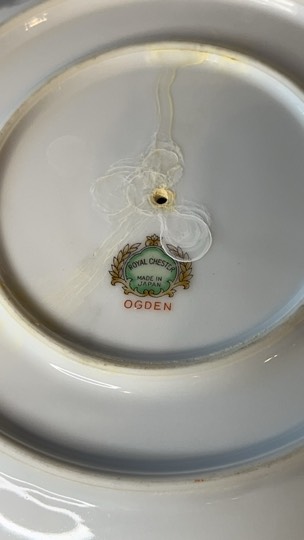 ROYAL CHESTER
MADE IN
JAPAN
OGDEN